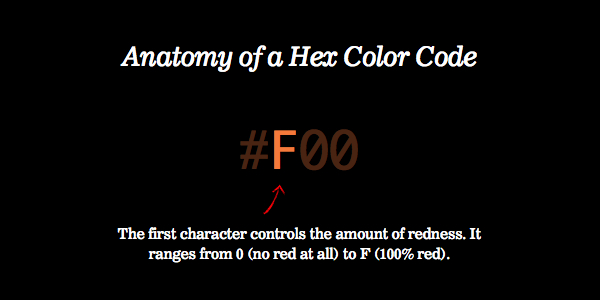 Anatomy of a Hex Color Code
#F00
The first character controls the amount of redness. It
ranges from 0 (no red at all) to F (100% red).